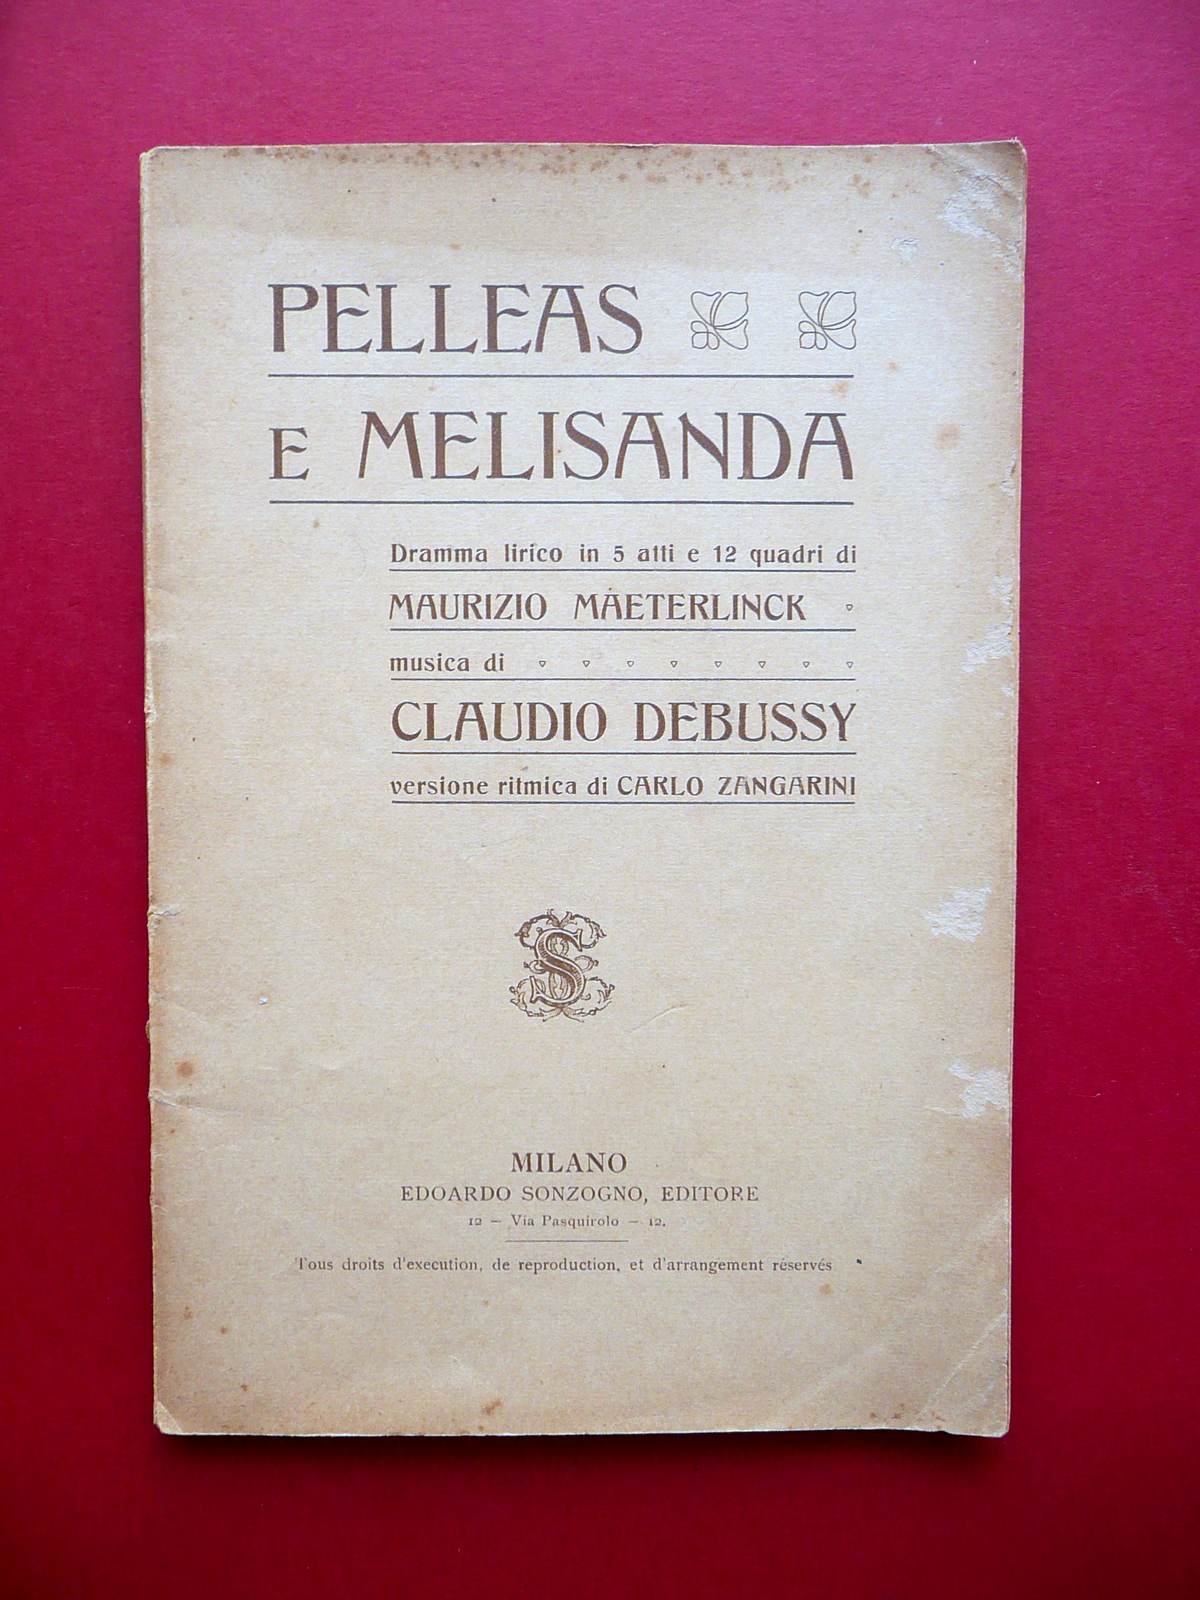 PELLEAS
E MELISANDA
Dramma lirico in 5 atti e 12 quadri di
MAURIZIO MAETERLINCK
musica di
CLAUDIO DEBUSSY
versione ritmica di CARLO ZANGARINI
S
MILANO
EDOARDO SONZOGNO, EDITORE
12 — Via Pasquirolo — 12.
Tous droits d'execution, de reproduction, et d'arrangement réservés